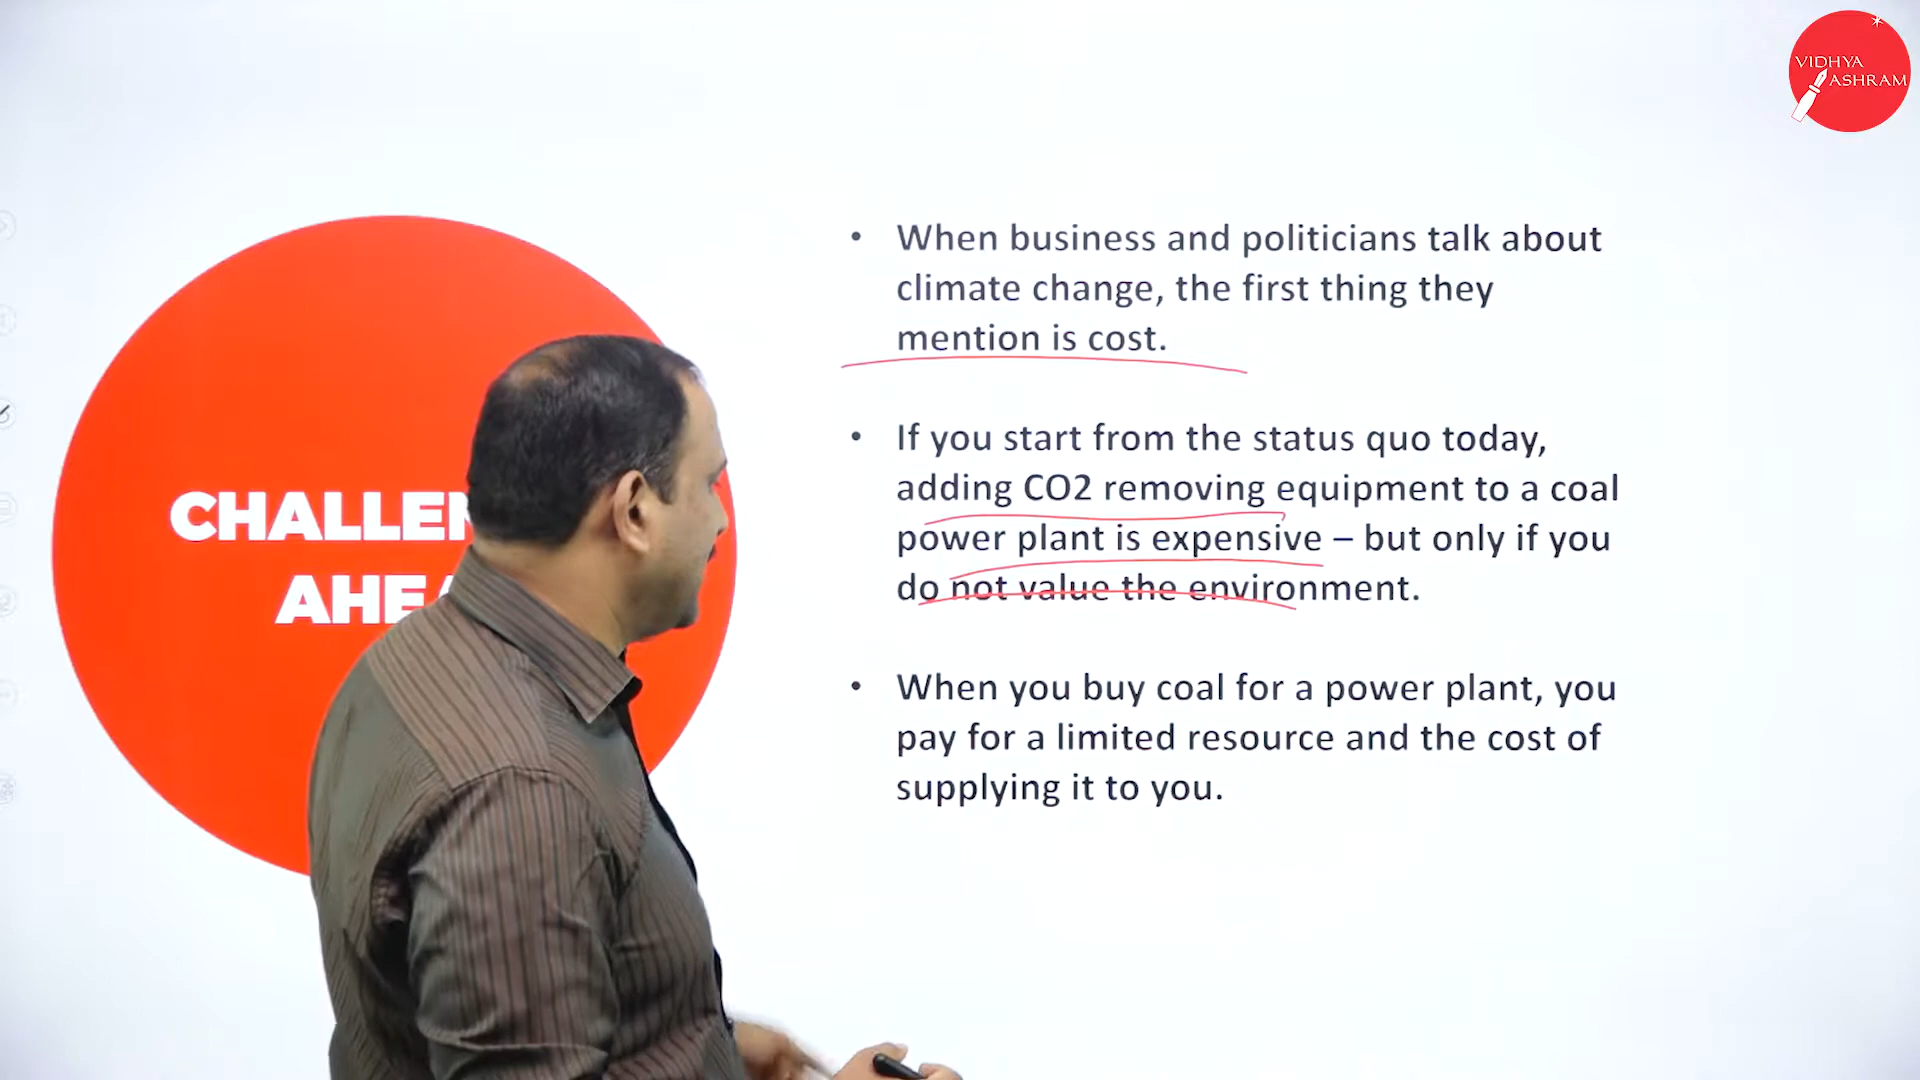 VIDHYA
ASHRAM
When business and politicians talk about
climate change, the first thing they
mention is cost.
If you start from the status quo today,
adding CO2 removing equipment to a coal
power plant is expensive – but only if you
do not value the environment.
When you buy coal for a power plant, you
pay for a limited resource and the cost of
supplying it to you.